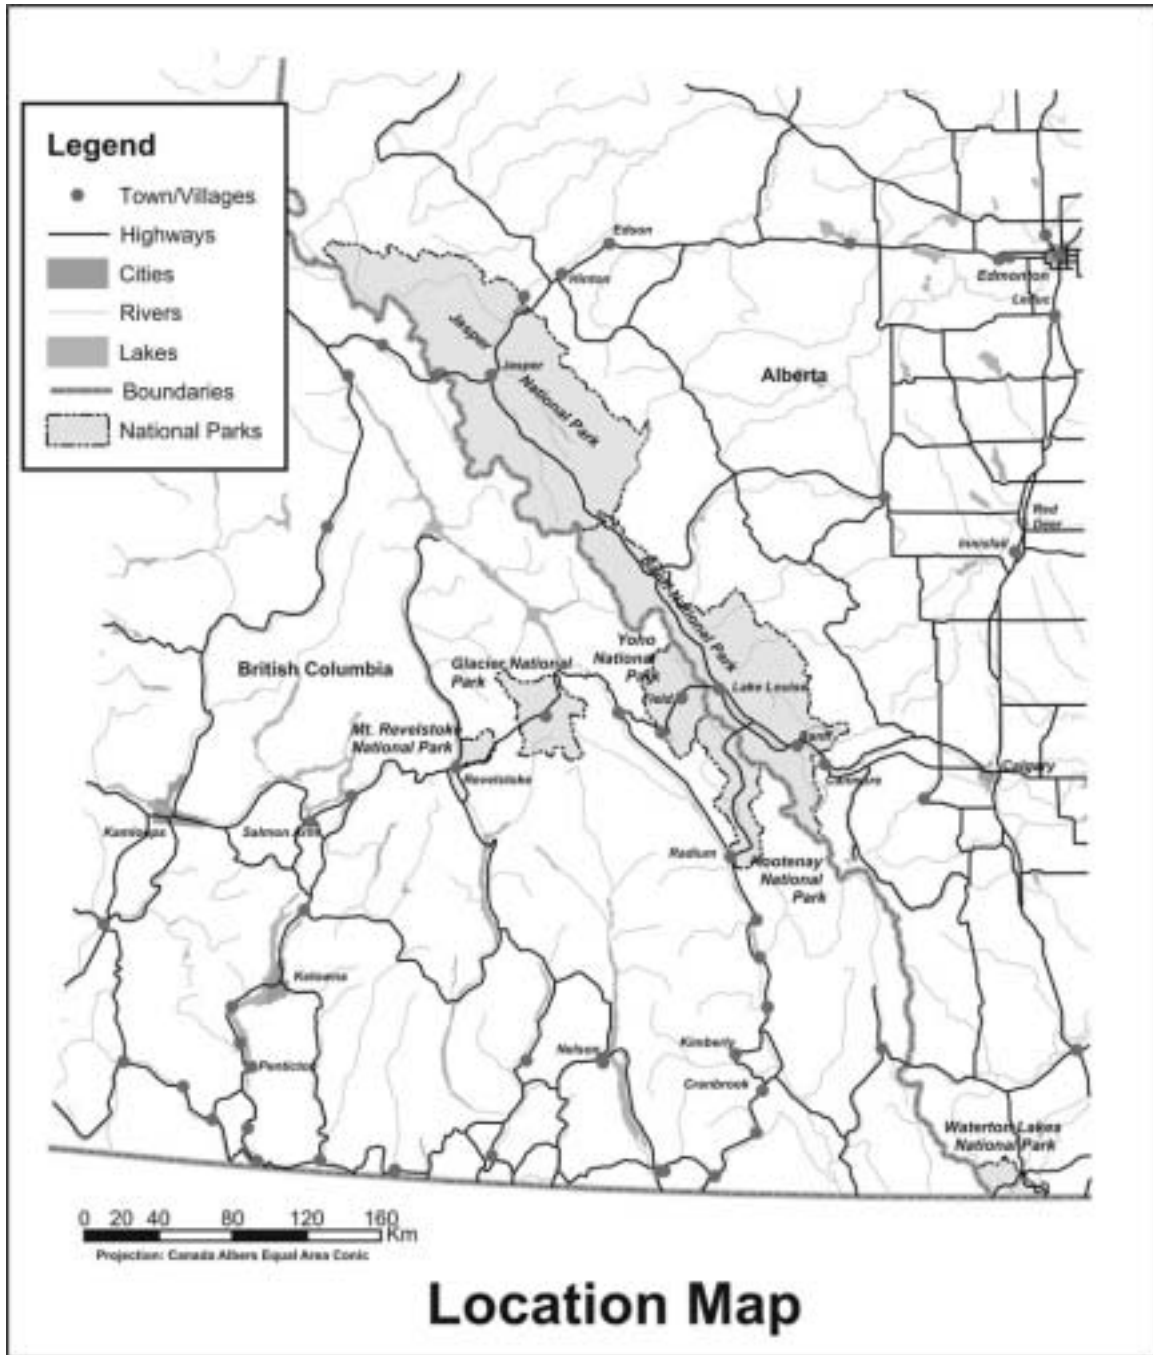 Legend
Town/Villages
Highways
Cities
Rivers
Lakes
Boundaries
National Parks
Edson
Hinton
Edmonton
Leduc
Jasper
Jasper
National Park
Alberta
Red
Deer
Innisfail
Banff National Park
British Columbia
Yoho
National
Park
Glacier National
Park
Lake Louise
Field
Mt. Revelstoke
National Park
Revelstoke
Banff
Canmore
Calgary
Kamloops
Salmon Arm
Radium
Kootenay
National
Park
Kelowna
Nelson
Kimberly
Penticton
Cranbrook
Waterton Lakes
National Park
0 20 40 80 120 160
Km
Projection: Canada Albers Equal Area Conic
Location Map